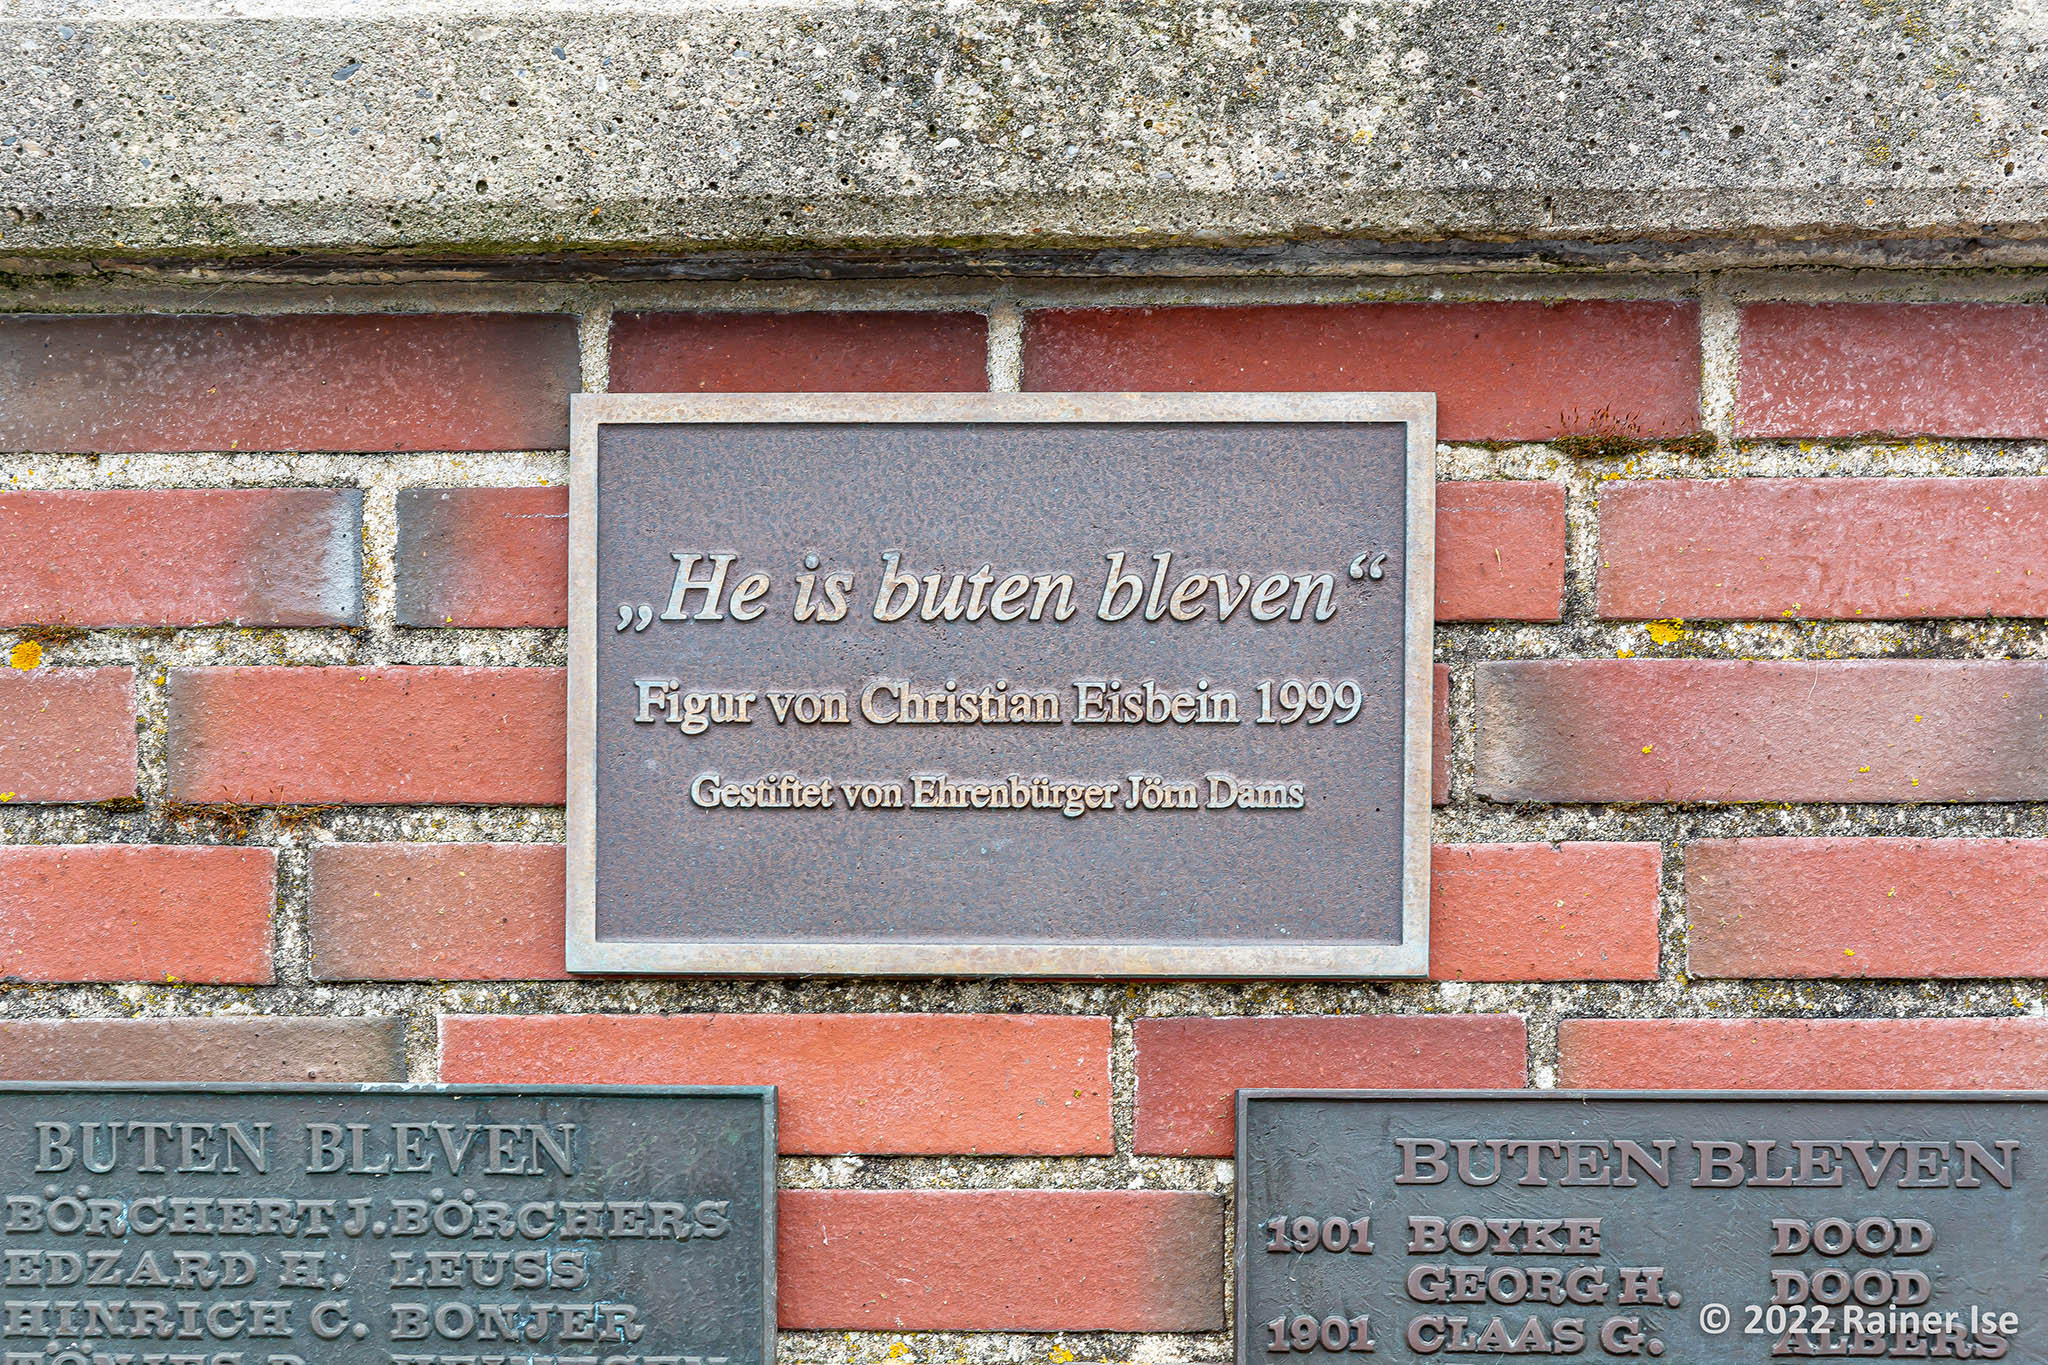 „He is buten bleven“
Figur von Christian Eisbein 1999
Gestiftet von Ehrenbürger Jörn Dams
BUTEN BLEVEN
BÖRCHERT J. BÖRCHERS
EDZARD H. LEUSS
HINRICH C. BONJER
BUTEN BLEVEN
1901 BOYKE DOOD
GEORG H. DOOD
1901 CLAAS G. ALBERS
© 2022 Rainer Ise